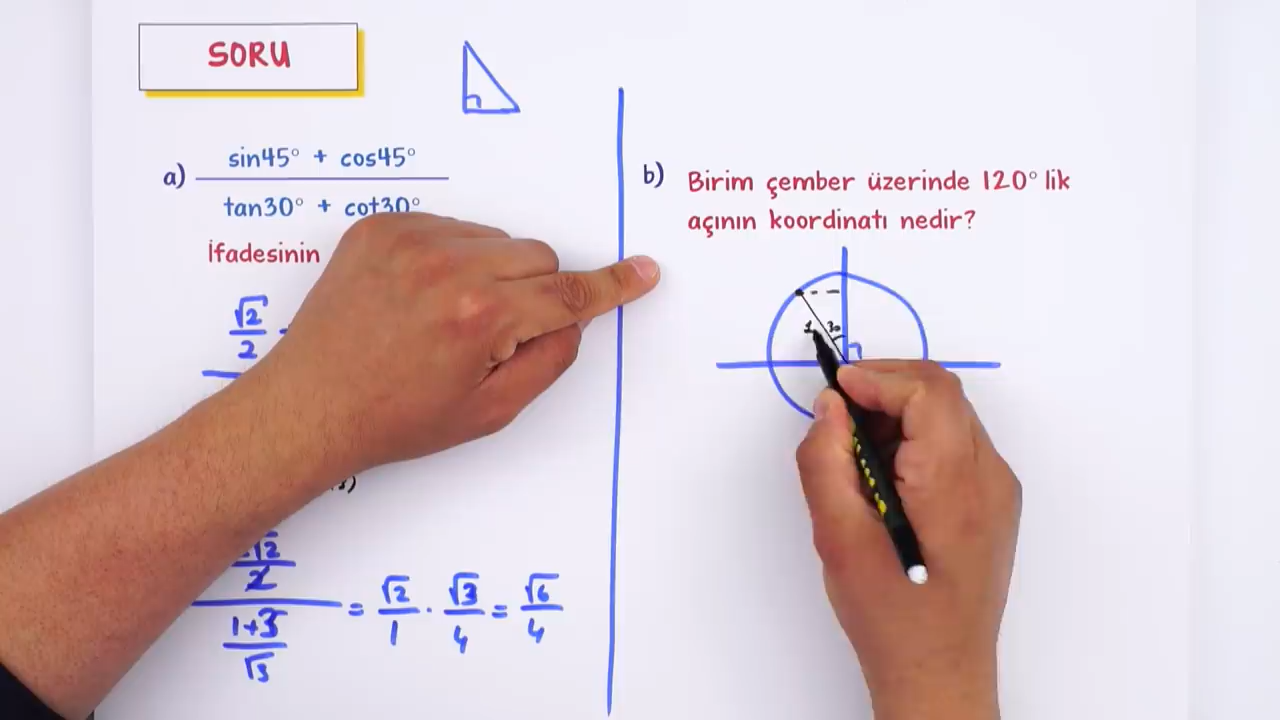 SORU
a) sin45° + cos45°
tan30° + cot30°
İfadesinin
√2
2
√2
2
1+3
√3
= √2/1 · √3/4 = √6/4
b) Birim çember üzerinde 120° lik
açının koordinatı nedir?
1 30